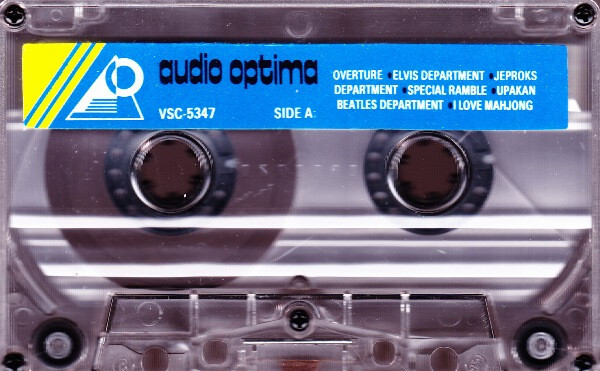 audio optima
VSC-5347 SIDE A:
OVERTURE •ELVIS DEPARTMENT •JEPROKS
DEPARTMENT •SPECIAL RAMBLE •UPAKAN
BEATLES DEPARTMENT •I LOVE MAHJONG